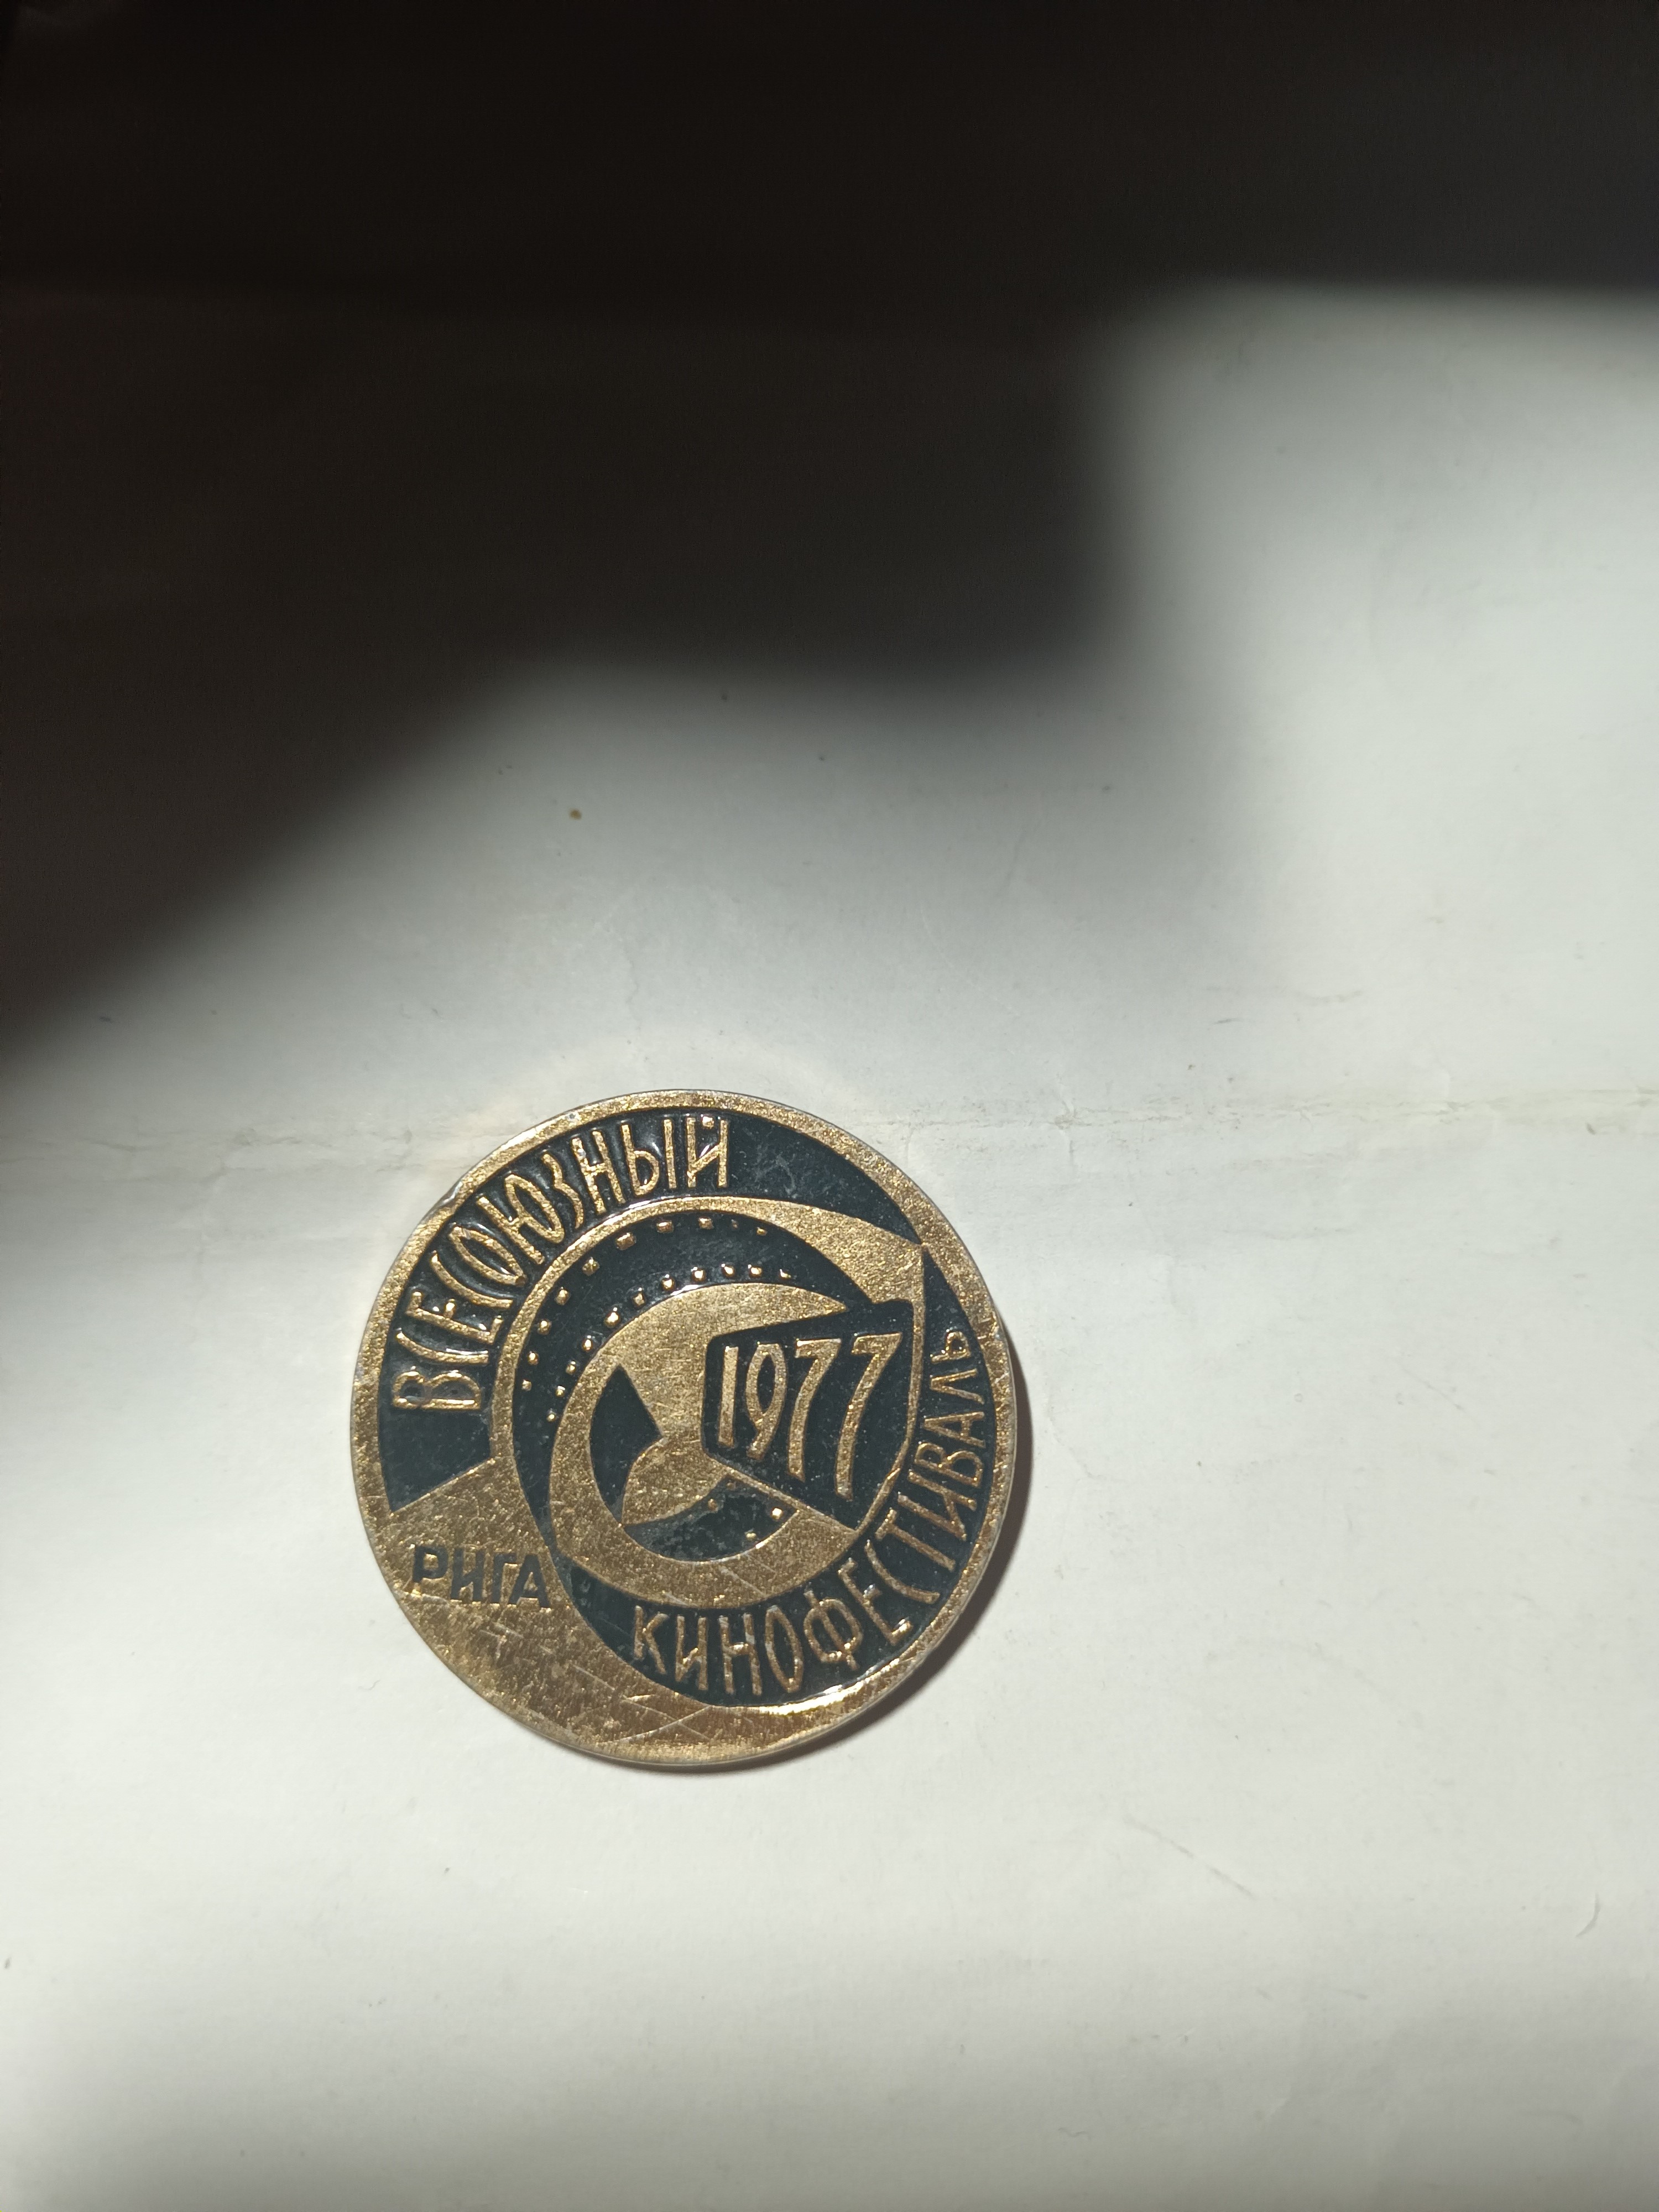 ВСЕСОЮЗНЫЙ
1977
РИГА
КИНОФЕСТИВАЛЬ